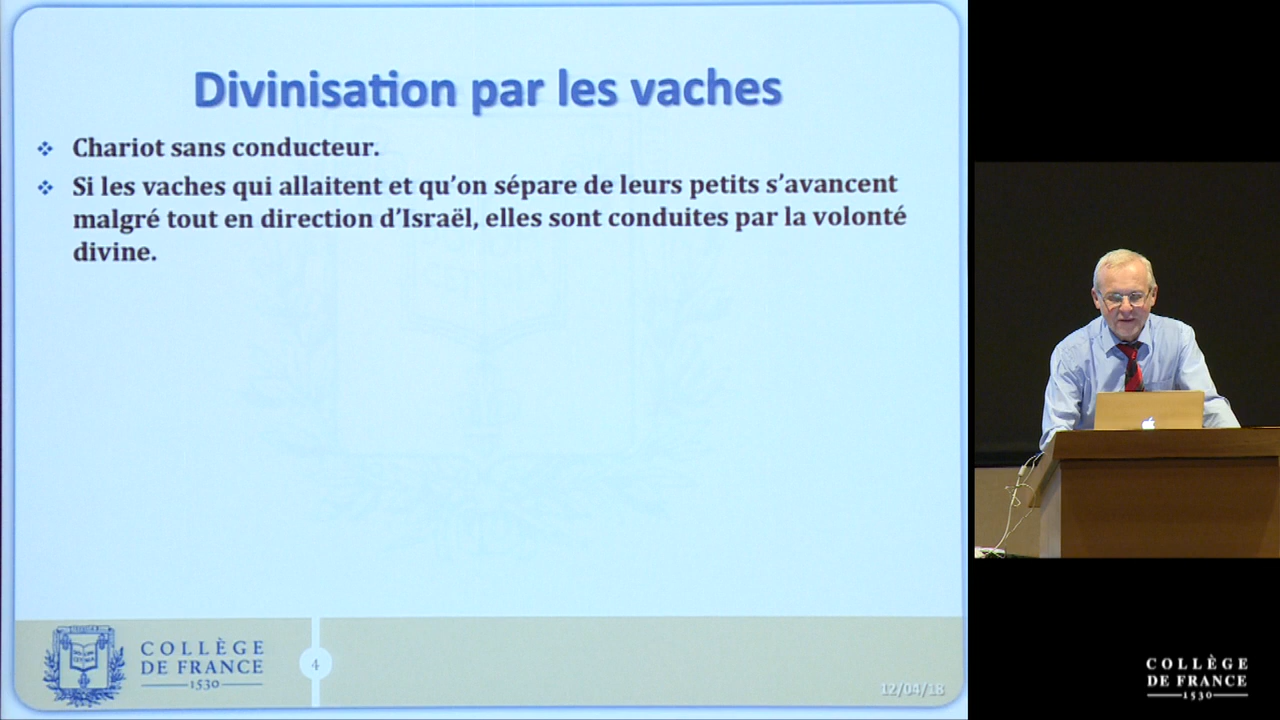 Divinisation par les vaches
Chariot sans conducteur.
Si les vaches qui allaitent et qu’on sépare de leurs petits s’avancent
malgré tout en direction d’Israël, elles sont conduites par la volonté
divine.
COLLÈGE
DE FRANCE
1530
4
12/04/18
COLLÈGE
DE FRANCE
1530